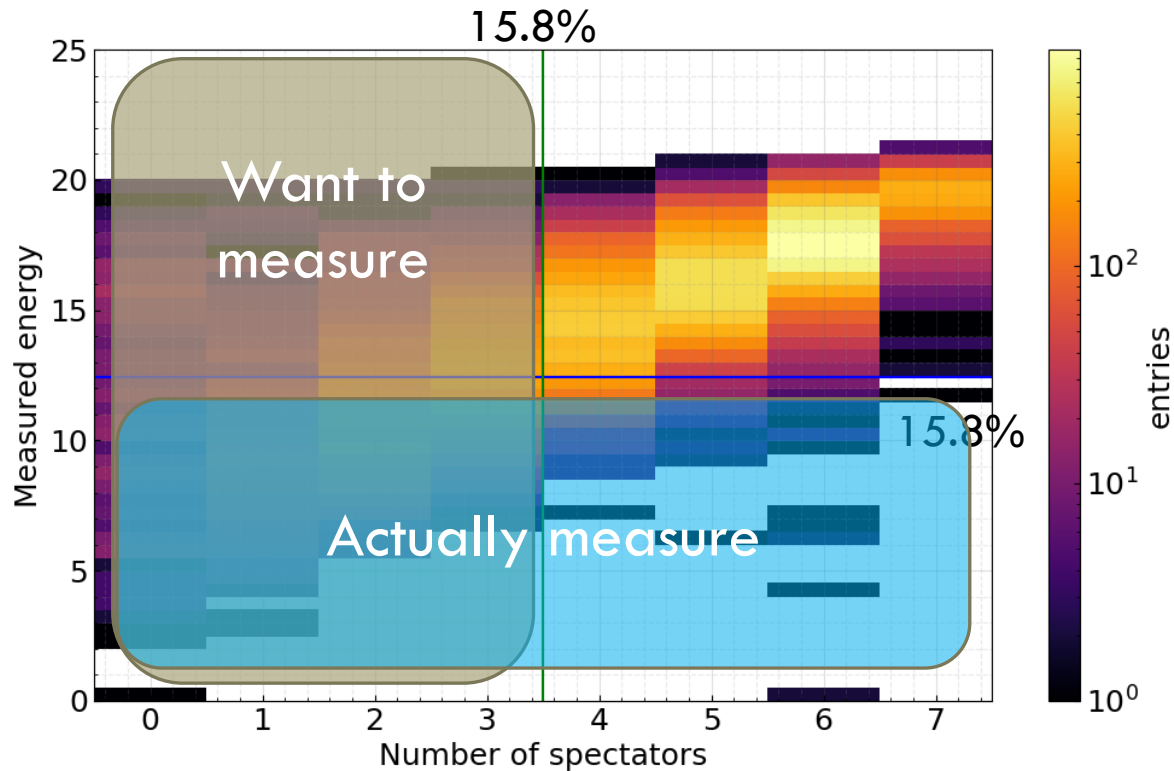 15.8%
25
20
15
10
5
0
Measured energy
Want to
measure
Actually measure
15.8%
0 1 2 3 4 5 6 7
Number of spectators
10²
10¹
10⁰
entries